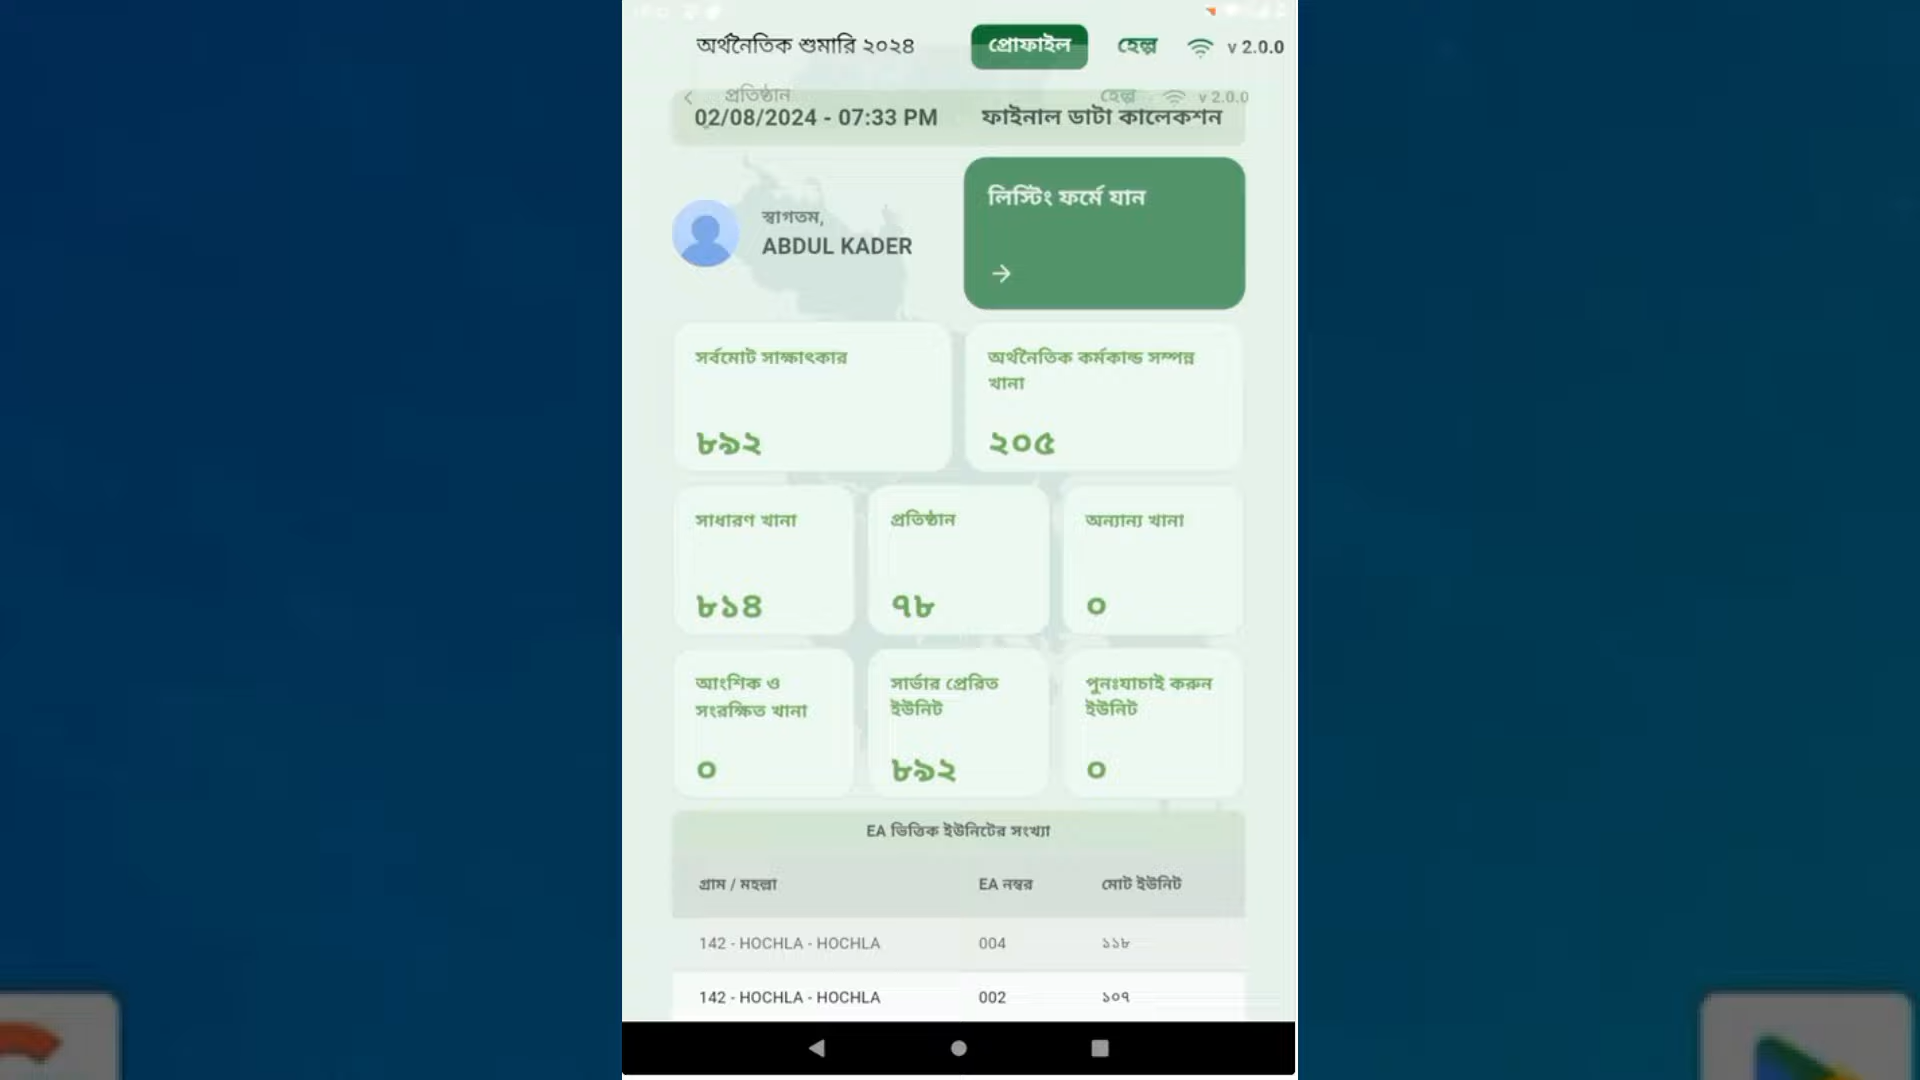 অর্থনৈতিক শুমারি ২০২৪ প্রোফাইল হেল্প v 2.0.0
প্রতিষ্ঠান হেল্প v 2.0.0
02/08/2024 - 07:33 PM ফাইনাল ডাটা কালেকশন
লিস্টিং ফর্মে যান
স্বাগতম,
ABDUL KADER
সর্বমোট সাক্ষাৎকার
৮৯২
অর্থনৈতিক কর্মকান্ড সম্পন্ন
খানা
২০৫
সাধারণ খানা
৮১৪
প্রতিষ্ঠান
৭৮
অন্যান্য খানা
০
আংশিক ও
সংরক্ষিত খানা
০
সার্ভার প্রেরিত
ইউনিট
৮৯২
পুনঃযাচাই করুন
ইউনিট
০
EA ভিত্তিক ইউনিটের সংখ্যা
গ্রাম / মহল্লা EA নম্বর মোট ইউনিট
142 - HOCHLA - HOCHLA 004 ১১৮
142 - HOCHLA - HOCHLA 002 ১০৭